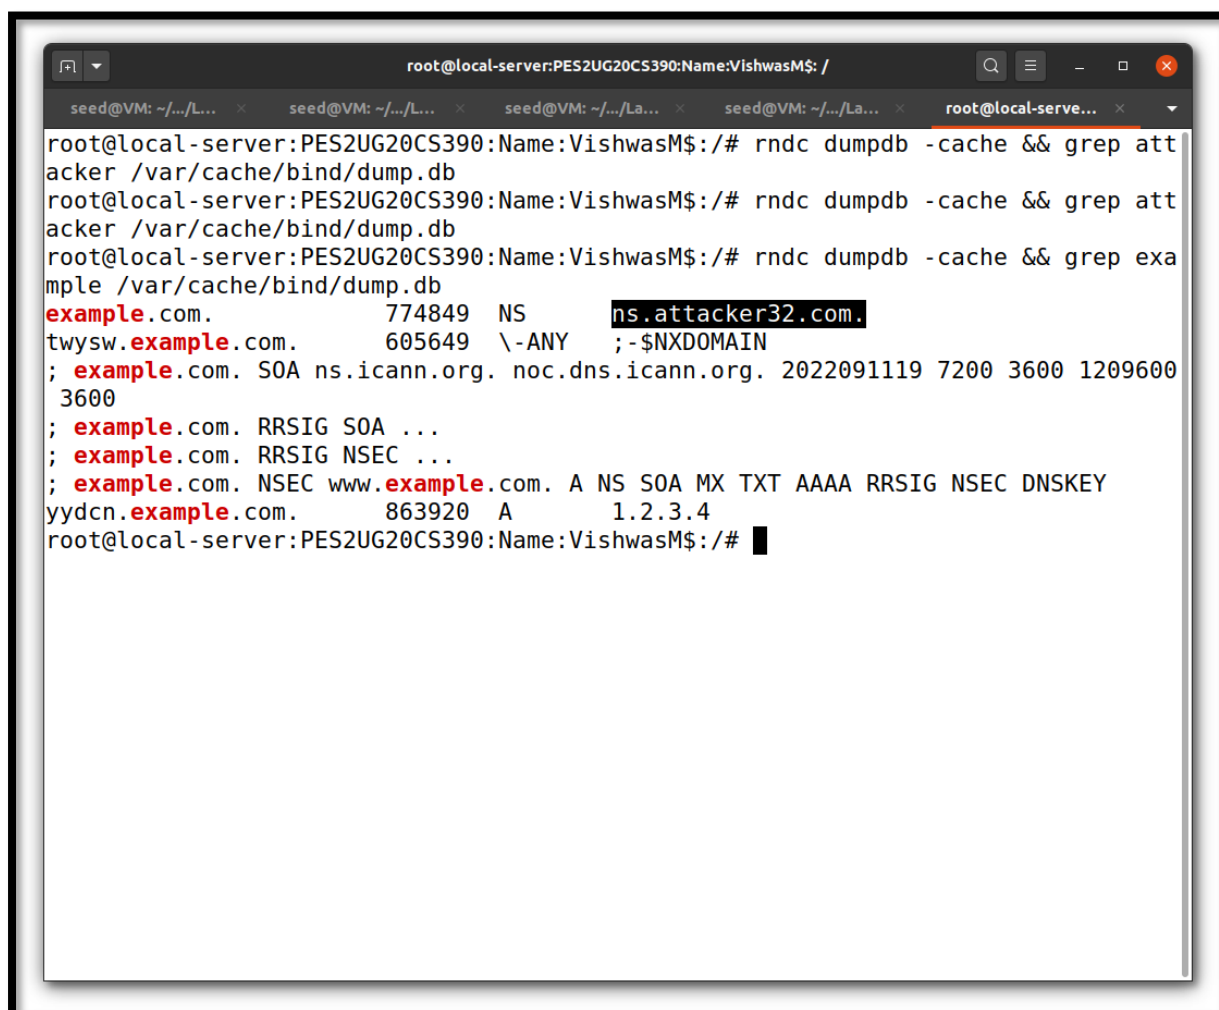 root@local-server:PES2UG20CS390:Name:VishwasM$: /
seed@VM: ~/.../L... seed@VM: ~/.../L... seed@VM: ~/.../La... seed@VM: ~/.../La... root@local-serve...
root@local-server:PES2UG20CS390:Name:VishwasM$:/# rndc dumpdb -cache && grep att
acker /var/cache/bind/dump.db
root@local-server:PES2UG20CS390:Name:VishwasM$:/# rndc dumpdb -cache && grep att
acker /var/cache/bind/dump.db
root@local-server:PES2UG20CS390:Name:VishwasM$:/# rndc dumpdb -cache && grep exa
mple /var/cache/bind/dump.db
example.com. 774849 NS ns.attacker32.com.
twysw.example.com. 605649 \-ANY ;-$NXDOMAIN
; example.com. SOA ns.icann.org. noc.dns.icann.org. 2022091119 7200 3600 1209600
3600
; example.com. RRSIG SOA ...
; example.com. RRSIG NSEC ...
; example.com. NSEC www.example.com. A NS SOA MX TXT AAAA RRSIG NSEC DNSKEY
yydcn.example.com. 863920 A 1.2.3.4
root@local-server:PES2UG20CS390:Name:VishwasM$:/#